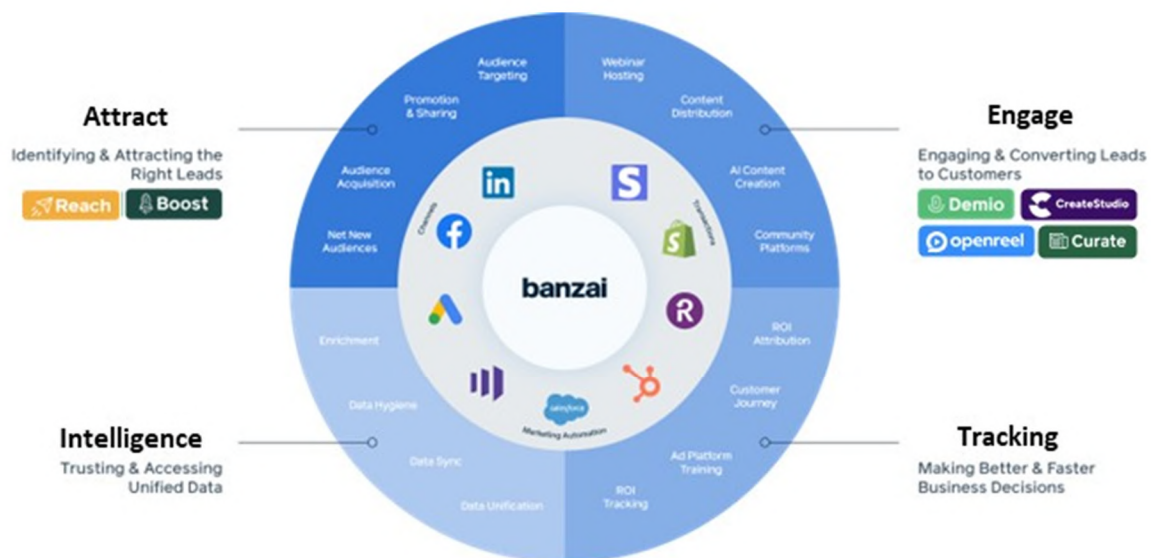 Attract
Identifying & Attracting the
Right Leads
Reach
Boost
Audience
Targeting
Promotion
& Sharing
Audience
Acquisition
Net New
Audiences
Webinar
Hosting
Content
Distribution
AI Content
Creation
Community
Platforms
Engage
Engaging & Converting Leads
to Customers
Demio
CreateStudio
openreel
Curate
Channels
Transactions
in
banzai
salesforce
Marketing Automation
Intelligence
Trusting & Accessing
Unified Data
Enrichment
Data Hygiene
Data Sync
Data Unification
ROI
Attribution
Customer
Journey
Ad Platform
Training
ROI
Tracking
Tracking
Making Better & Faster
Business Decisions